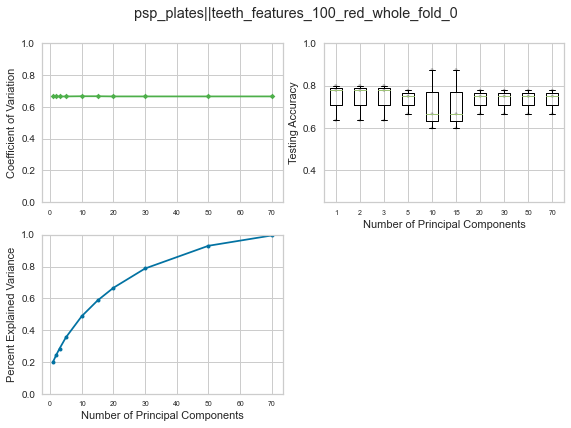 psp_plates||teeth_features_100_red_whole_fold_0
Coefficient of Variation
1.0
0.8
0.6
0.4
0.2
0.0
0 10 20 30 40 50 60 70
Testing Accuracy
1.0
0.8
0.6
0.4
1 2 3 5 10 15 20 30 50 70
Number of Principal Components
Percent Explained Variance
1.0
0.8
0.6
0.4
0.2
0.0
0 10 20 30 40 50 60 70
Number of Principal Components